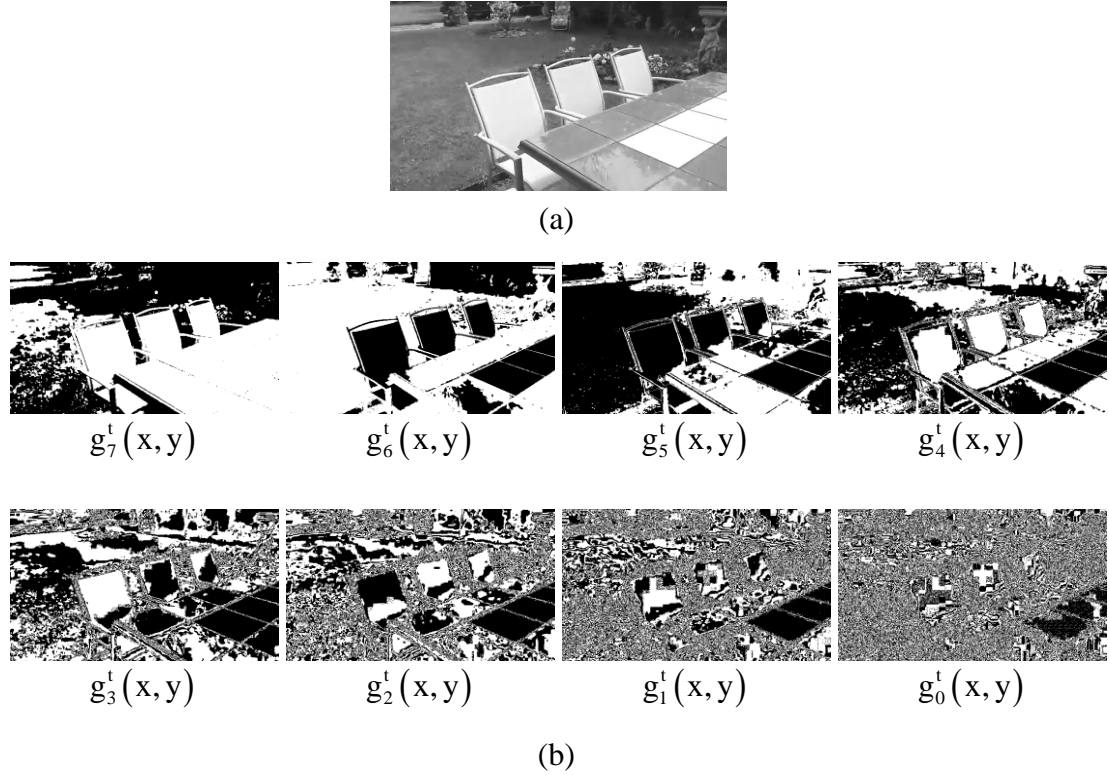 (a)
g₇ᵗ(x, y) g₆ᵗ(x, y) g₅ᵗ(x, y) g₄ᵗ(x, y)
g₃ᵗ(x, y) g₂ᵗ(x, y) g₁ᵗ(x, y) g₀ᵗ(x, y)
(b)